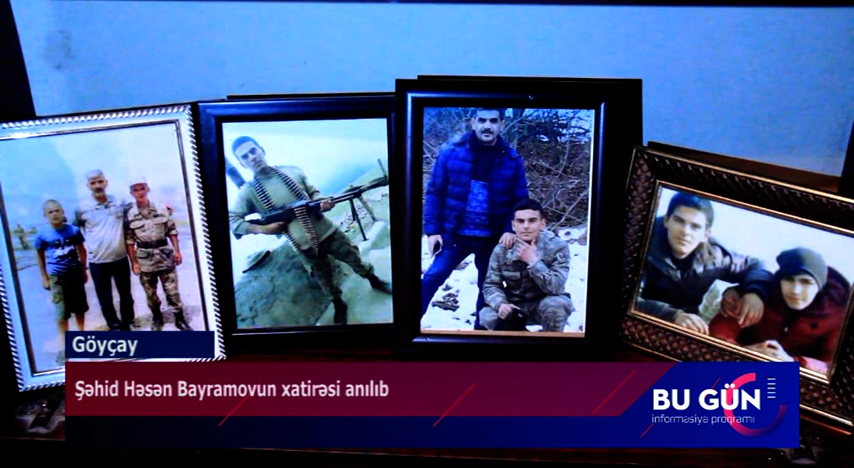 Göyçay
Şəhid Həsən Bayramovun xatirəsi anılıb
BU GÜN
informasiya proqramı